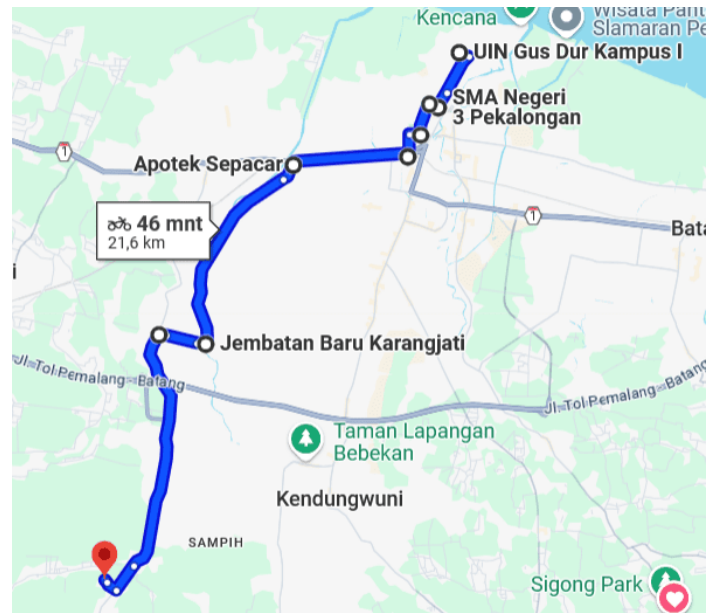 Kencana
Wisata Pant
Slamaran Pe
UIN Gus Dur Kampus I
SMA Negeri
3 Pekalongan
1
Apotek Sepacar
46 mnt
21,6 km
1
Bata
i
Jembatan Baru Karangjati
Jl. Tol Pemalang - Batang
Jl. Tol Pemalang - Batang
Taman Lapangan
Bebekan
Kendungwuni
SAMPIH
Sigong Park